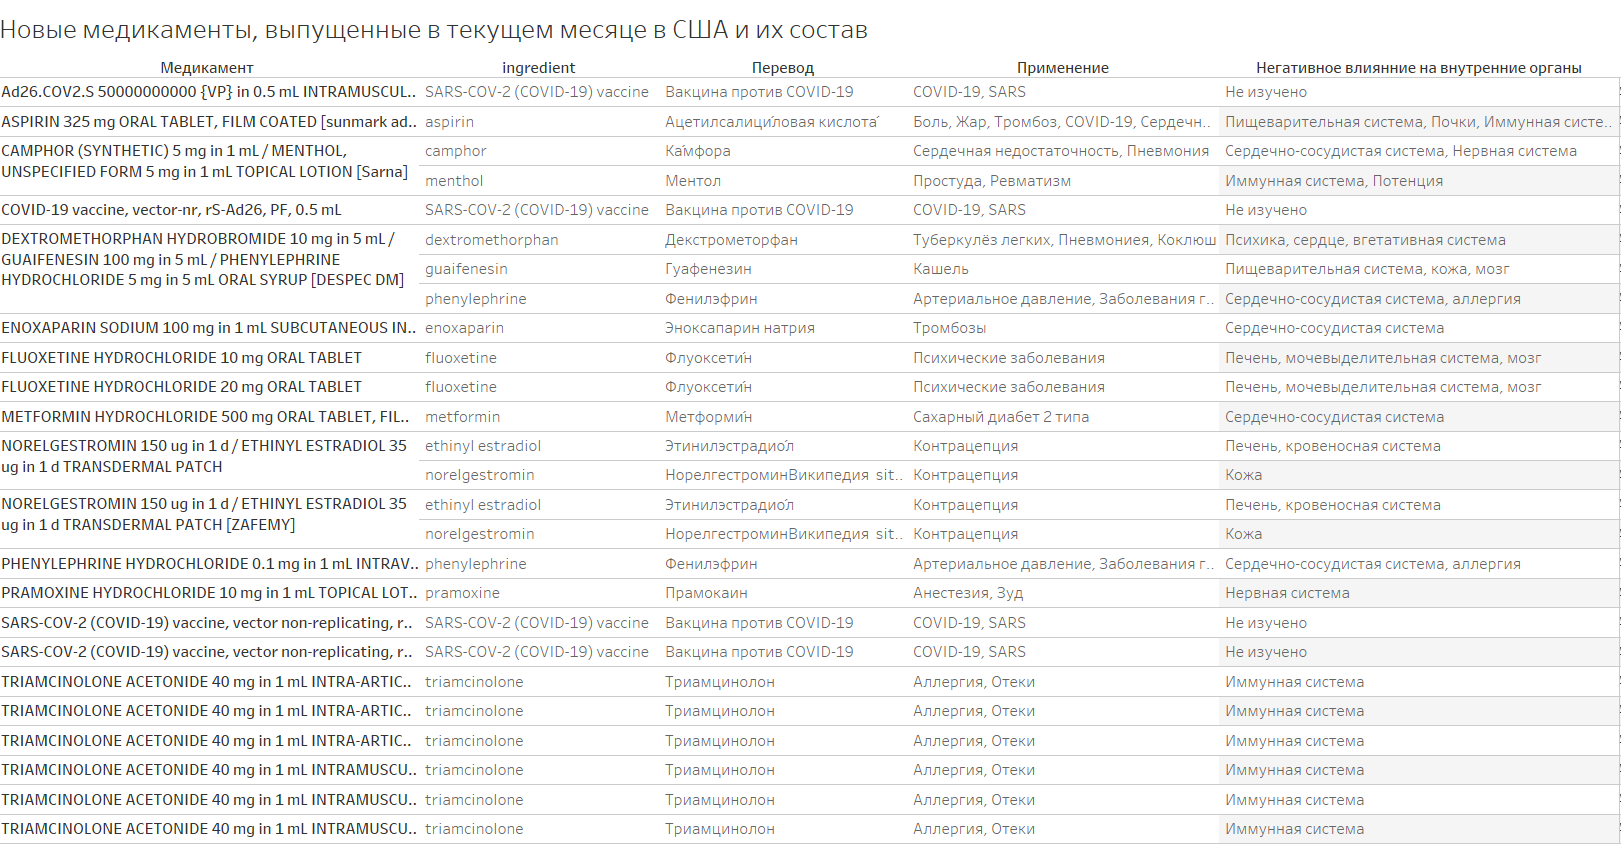 Новые медикаменты, выпущенные в текущем месяце в США и их состав
Медикамент ingredient Перевод Применение Негативное влиянние на внутренние органы
Ad26.COV2.S 50000000000 {VP} in 0.5 mL INTRAMUSCUL.. SARS-COV-2 (COVID-19) vaccine Вакцина против COVID-19 COVID-19, SARS Не изучено
ASPIRIN 325 mg ORAL TABLET, FILM COATED [sunmark ad.. aspirin Ацетилсалици́ловая кислота́ Боль, Жар, Тромбоз, COVID-19, Сердечн.. Пищеварительная система, Почки, Иммунная систе..
CAMPHOR (SYNTHETIC) 5 mg in 1 mL / MENTHOL, camphor Ка́мфора Сердечная недостаточность, Пневмония Сердечно-сосудистая система, Нервная система
UNSPECIFIED FORM 5 mg in 1 mL TOPICAL LOTION [Sarna]
menthol Ментол Простуда, Ревматизм Иммунная система, Потенция
COVID-19 vaccine, vector-nr, rS-Ad26, PF, 0.5 mL SARS-COV-2 (COVID-19) vaccine Вакцина против COVID-19 COVID-19, SARS Не изучено
DEXTROMETHORPHAN HYDROBROMIDE 10 mg in 5 mL / dextromethorphan Декстрометорфан Туберкулёз легких, Пневмониея, Коклюш Психика, сердце, вгетативная система
GUAIFENESIN 100 mg in 5 mL / PHENYLEPHRINE guaifenesin Гуафенезин Кашель Пищеварительная система, кожа, мозг
HYDROCHLORIDE 5 mg in 5 mL ORAL SYRUP [DESPEC DM]
phenylephrine Фенилэфрин Артериальное давление, Заболевания г.. Сердечно-сосудистая система, аллергия
ENOXAPARIN SODIUM 100 mg in 1 mL SUBCUTANEOUS IN.. enoxaparin Эноксапарин натрия Тромбозы Сердечно-сосудистая система
FLUOXETINE HYDROCHLORIDE 10 mg ORAL TABLET fluoxetine Флуоксети́н Психические заболевания Печень, мочевыделительная система, мозг
FLUOXETINE HYDROCHLORIDE 20 mg ORAL TABLET fluoxetine Флуоксети́н Психические заболевания Печень, мочевыделительная система, мозг
METFORMIN HYDROCHLORIDE 500 mg ORAL TABLET, FIL.. metformin Метформи́н Сахарный диабет 2 типа Сердечно-сосудистая система
NORELGESTROMIN 150 ug in 1 d / ETHINYL ESTRADIOL 35 ethinyl estradiol Этинилэстрадио́л Контрацепция Печень, кровеносная система
ug in 1 d TRANSDERMAL PATCH
norelgestromin НорелгестроминВикипедия sit.. Контрацепция Кожа
NORELGESTROMIN 150 ug in 1 d / ETHINYL ESTRADIOL 35 ethinyl estradiol Этинилэстрадио́л Контрацепция Печень, кровеносная система
ug in 1 d TRANSDERMAL PATCH [ZAFEMY]
norelgestromin НорелгестроминВикипедия sit.. Контрацепция Кожа
PHENYLEPHRINE HYDROCHLORIDE 0.1 mg in 1 mL INTRAV.. phenylephrine Фенилэфрин Артериальное давление, Заболевания г.. Сердечно-сосудистая система, аллергия
PRAMOXINE HYDROCHLORIDE 10 mg in 1 mL TOPICAL LOT.. pramoxine Прамокаин Анестезия, Зуд Нервная система
SARS-COV-2 (COVID-19) vaccine, vector non-replicating, r.. SARS-COV-2 (COVID-19) vaccine Вакцина против COVID-19 COVID-19, SARS Не изучено
SARS-COV-2 (COVID-19) vaccine, vector non-replicating, r.. SARS-COV-2 (COVID-19) vaccine Вакцина против COVID-19 COVID-19, SARS Не изучено
TRIAMCINOLONE ACETONIDE 40 mg in 1 mL INTRA-ARTIC.. triamcinolone Триамцинолон Аллергия, Отеки Иммунная система
TRIAMCINOLONE ACETONIDE 40 mg in 1 mL INTRA-ARTIC.. triamcinolone Триамцинолон Аллергия, Отеки Иммунная система
TRIAMCINOLONE ACETONIDE 40 mg in 1 mL INTRA-ARTIC.. triamcinolone Триамцинолон Аллергия, Отеки Иммунная система
TRIAMCINOLONE ACETONIDE 40 mg in 1 mL INTRAMUSCU.. triamcinolone Триамцинолон Аллергия, Отеки Иммунная система
TRIAMCINOLONE ACETONIDE 40 mg in 1 mL INTRAMUSCU.. triamcinolone Триамцинолон Аллергия, Отеки Иммунная система
TRIAMCINOLONE ACETONIDE 40 mg in 1 mL INTRAMUSCU.. triamcinolone Триамцинолон Аллергия, Отеки Иммунная система